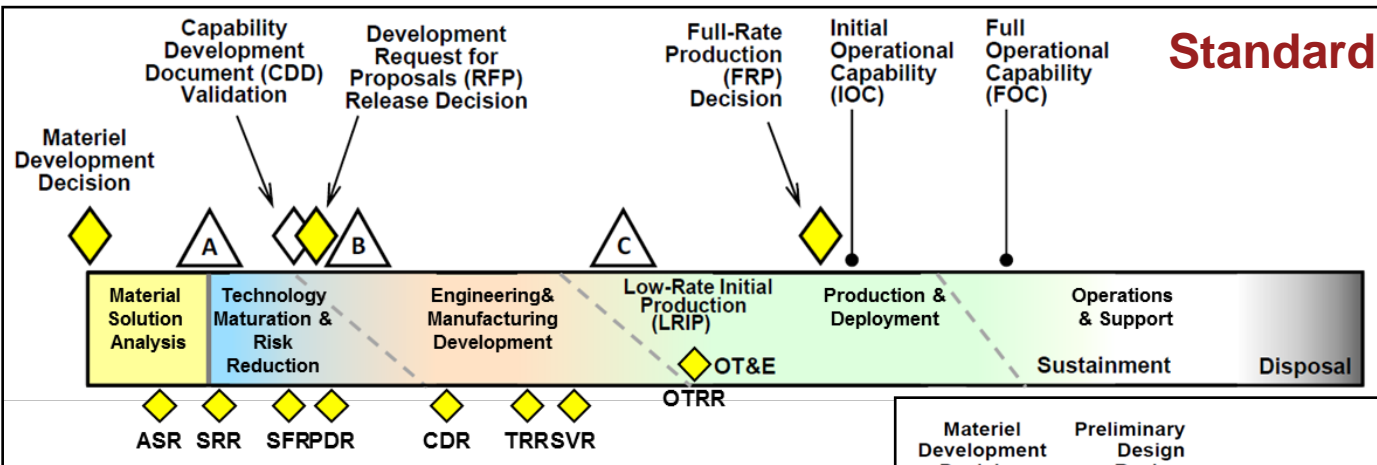 Capability
Development
Document (CDD)
Validation
Development
Request for
Proposals (RFP)
Release Decision
Full-Rate
Production
(FRP)
Decision
Initial
Operational
Capability
(IOC)
Full
Operational
Capability
(FOC)
Standard
Materiel
Development
Decision
A
B
C
Material
Solution
Analysis
Technology
Maturation &
Risk
Reduction
Engineering&
Manufacturing
Development
Low-Rate Initial
Production
(LRIP)
OT&E
Production &
Deployment
Operations
& Support
Sustainment
Disposal
ASR
SRR
SFR
PDR
CDR
TRR
SVR
OTRR
Materiel
Development
Preliminary
Design